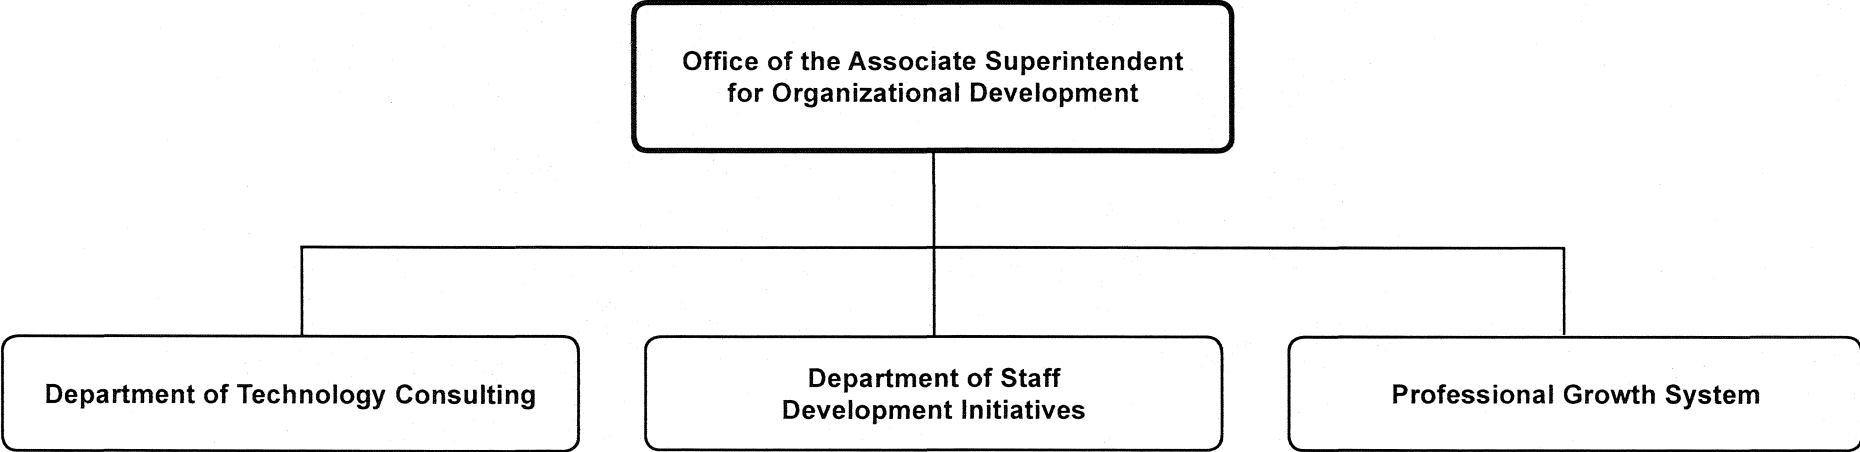 Office of the Associate Superintendent
for Organizational Development
Department of Technology Consulting
Department of Staff
Development Initiatives
Professional Growth System